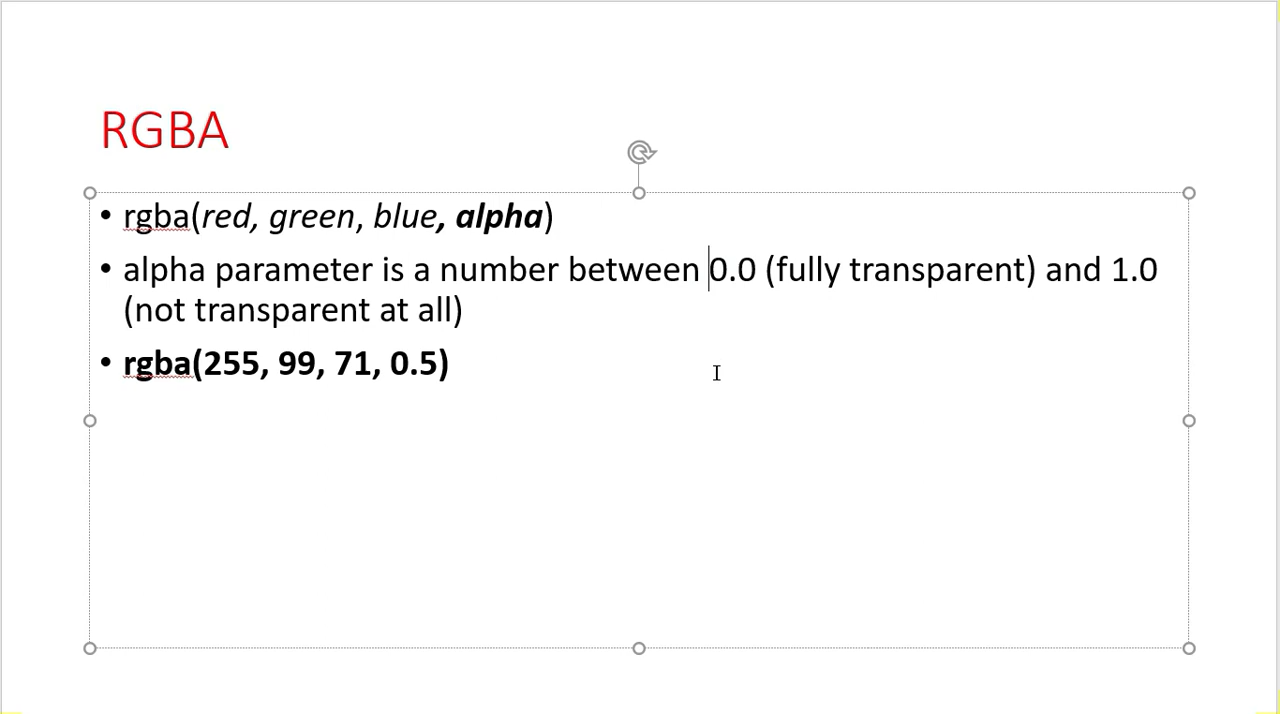 RGBA
• rgba(red, green, blue, alpha)
• alpha parameter is a number between 0.0 (fully transparent) and 1.0
(not transparent at all)
• rgba(255, 99, 71, 0.5)